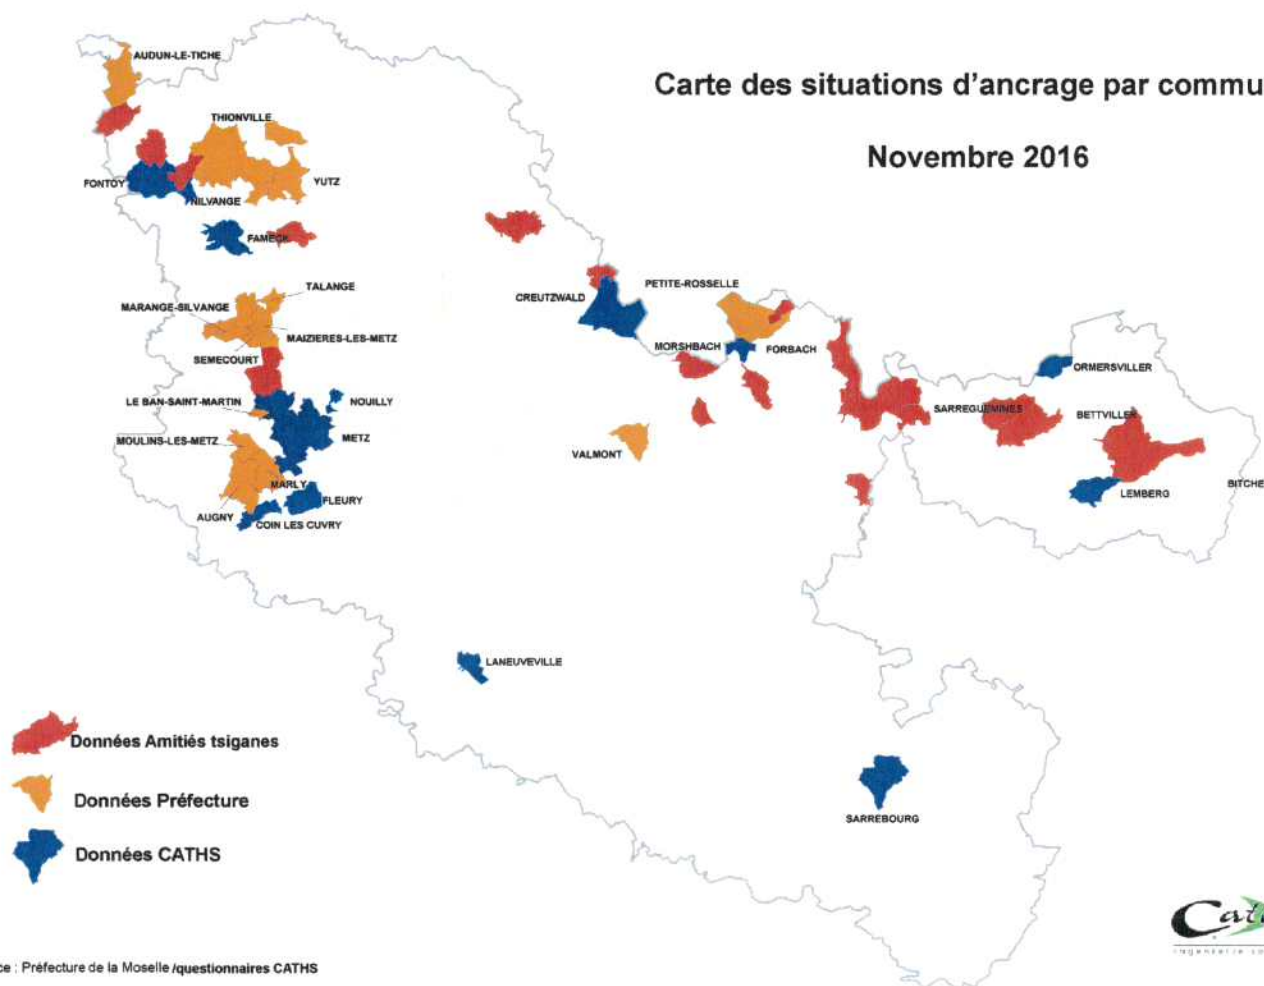 AUDUN-LE-TICHE
Carte des situations d'ancrage par commu
THIONVILLE
Novembre 2016
FONTOY
YUTZ
NILVANGE
FAMECK
TALANGE
PETITE-ROSSELLE
CREUTZWALD
MARANGE-SILVANGE
MAIZIERES-LES-METZ
MORSHBACH
FORBACH
SEMECOURT
ORMERSVILLER
LE BAN-SAINT-MARTIN
NOUILLY
SARREGUEMINES
BETTVILLER
MOULINS-LES-METZ
METZ
VALMONT
MARLY
BITCHE
LEMBERG
FLEURY
AUGNY
COIN LES CUVRY
LANEUVEVILLE
Données Amitiés tsiganes
Données Préfecture
SARREBOURG
Données CATHS
ce : Préfecture de la Moselle /questionnaires CATHS